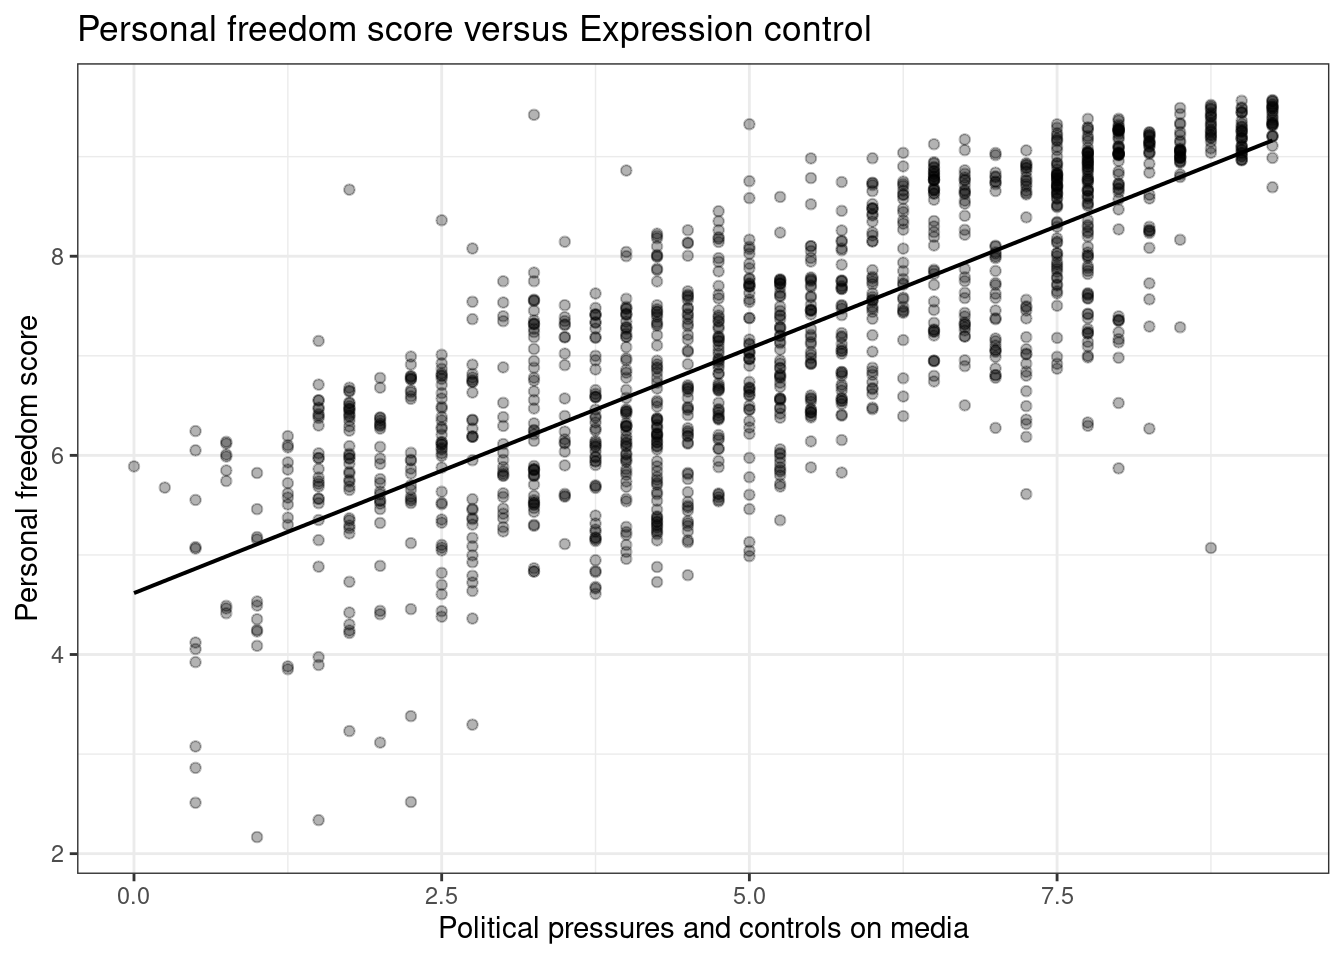 Personal freedom score versus Expression control
Personal freedom score
8
6
4
2
0.0 2.5 5.0 7.5
Political pressures and controls on media